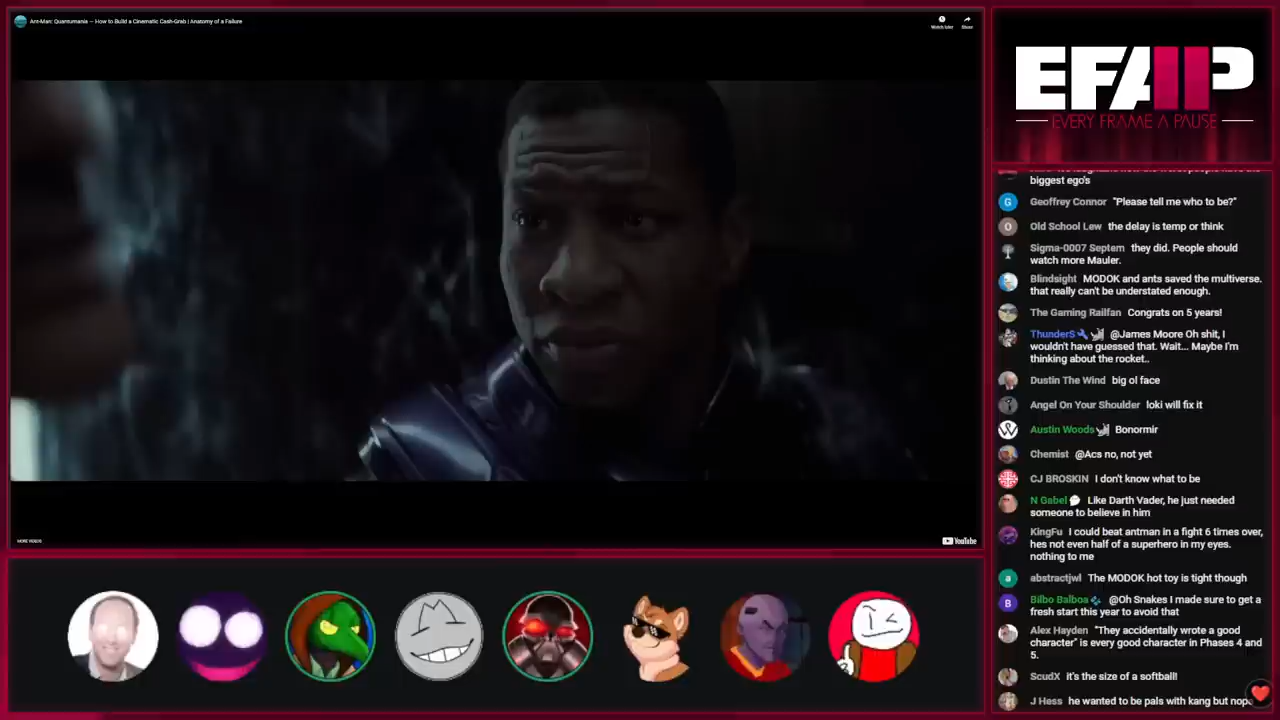 Ant-Man: Quantumania — How to Build a Cinematic Cash-Grab | Anatomy of a Failure
Watch later
Share
MORE VIDEOS
YouTube
EFAP
EVERY FRAME A PAUSE
biggest ego's
Geoffrey Connor "Please tell me who to be?"
Old School Lew the delay is temp or think
Sigma-0007 Septem they did. People should
watch more Mauler.
Blindsight MODOK and ants saved the multiverse.
that really can't be understated enough.
The Gaming Railfan Congrats on 5 years!
ThunderS @James Moore Oh shit, I
wouldn't have guessed that. Wait... Maybe I'm
thinking about the rocket..
Dustin The Wind big ol face
Angel On Your Shoulder loki will fix it
Austin Woods Bonormir
Chemist @Acs no, not yet
CJ BROSKIN I don't know what to be
N Gabel Like Darth Vader, he just needed
someone to believe in him
KingFu I could beat antman in a fight 6 times over,
hes not even half of a superhero in my eyes.
nothing to me
abstractjwl The MODOK hot toy is tight though
Bilbo Balboa @Oh Snakes I made sure to get a
fresh start this year to avoid that
Alex Hayden "They accidentally wrote a good
character" is every good character in Phases 4 and
5.
ScudX it's the size of a softball!
J Hess he wanted to be pals with kang but nope